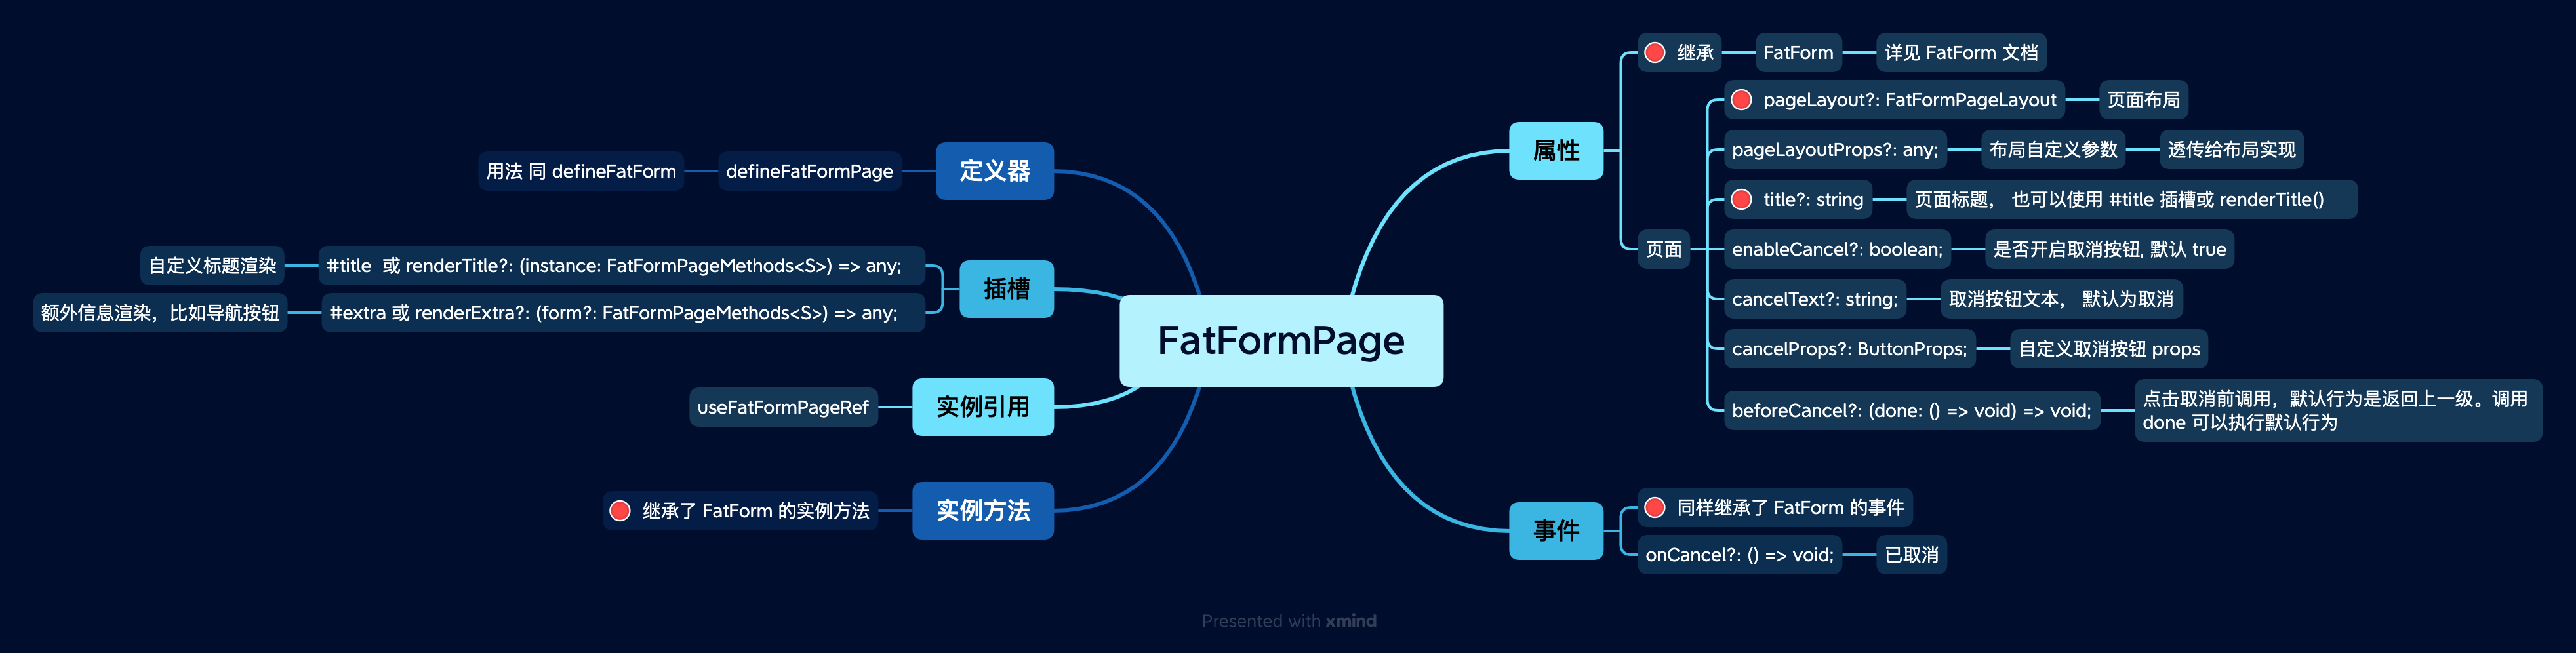 FatFormPage
属性
继承
FatForm
详见 FatForm 文档
页面
pageLayout?: FatFormPageLayout
页面布局
pageLayoutProps?: any;
布局自定义参数
透传给布局实现
title?: string
页面标题， 也可以使用 #title 插槽或 renderTitle()
enableCancel?: boolean;
是否开启取消按钮, 默认 true
cancelText?: string;
取消按钮文本， 默认为取消
cancelProps?: ButtonProps;
自定义取消按钮 props
beforeCancel?: (done: () => void) => void;
点击取消前调用，默认行为是返回上一级。调用
done 可以执行默认行为
事件
同样继承了 FatForm 的事件
onCancel?: () => void;
已取消
定义器
defineFatFormPage
用法 同 defineFatForm
插槽
#title 或 renderTitle?: (instance: FatFormPageMethods<S>) => any;
自定义标题渲染
#extra 或 renderExtra?: (form?: FatFormPageMethods<S>) => any;
额外信息渲染，比如导航按钮
实例引用
useFatFormPageRef
实例方法
继承了 FatForm 的实例方法
Presented with xmind